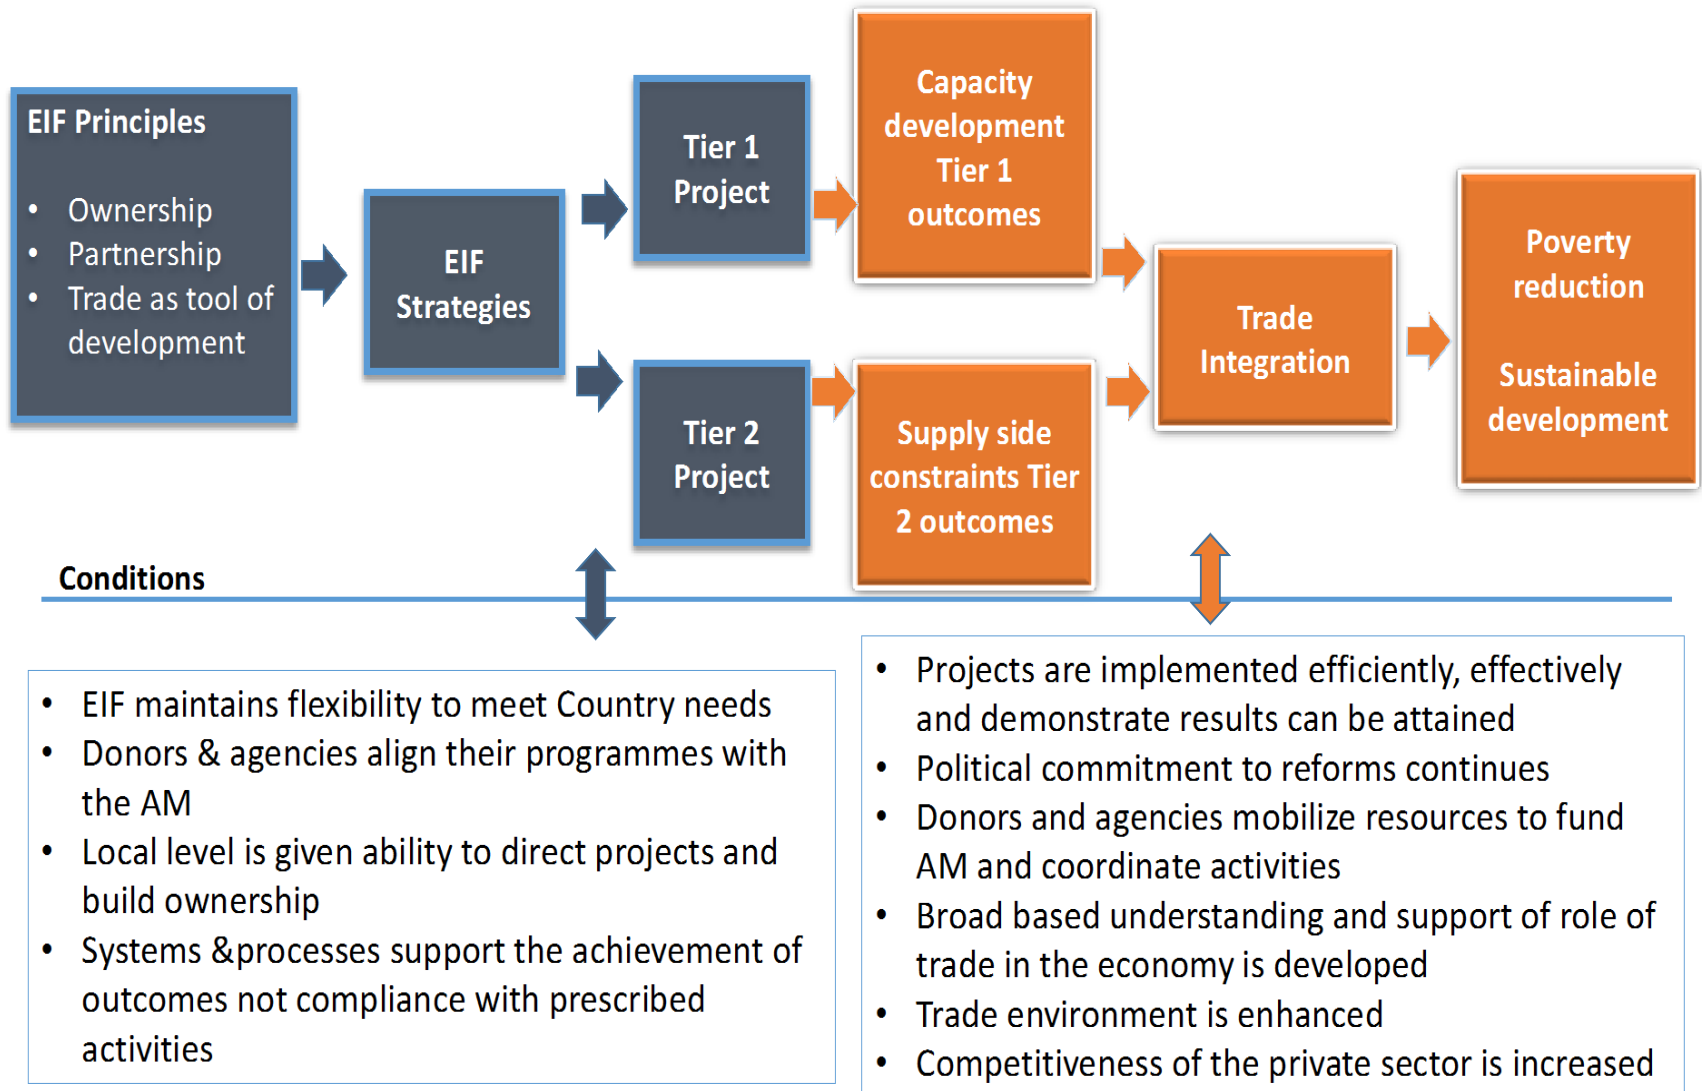 EIF Principles
• Ownership
• Partnership
• Trade as tool of
development
EIF
Strategies
Tier 1
Project
Tier 2
Project
Capacity
development
Tier 1
outcomes
Supply side
constraints Tier
2 outcomes
Trade
Integration
Poverty
reduction
Sustainable
development
Conditions
• EIF maintains flexibility to meet Country needs
• Donors & agencies align their programmes with
the AM
• Local level is given ability to direct projects and
build ownership
• Systems &processes support the achievement of
outcomes not compliance with prescribed
activities
• Projects are implemented efficiently, effectively
and demonstrate results can be attained
• Political commitment to reforms continues
• Donors and agencies mobilize resources to fund
AM and coordinate activities
• Broad based understanding and support of role of
trade in the economy is developed
• Trade environment is enhanced
• Competitiveness of the private sector is increased